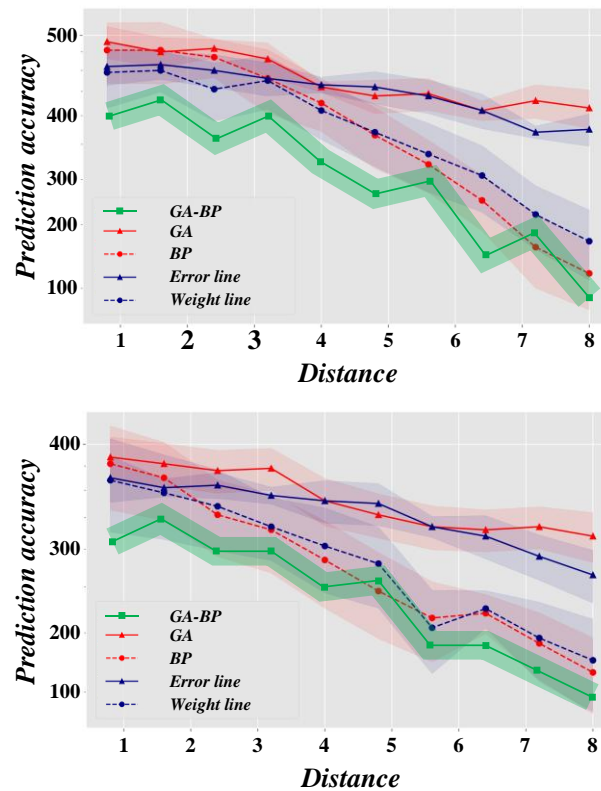 Prediction accuracy
500
400
300
200
100
GA-BP
GA
BP
Error line
Weight line
1 2 3 4 5 6 7 8
Distance
Prediction accuracy
400
300
200
100
GA-BP
GA
BP
Error line
Weight line
1 2 3 4 5 6 7 8
Distance